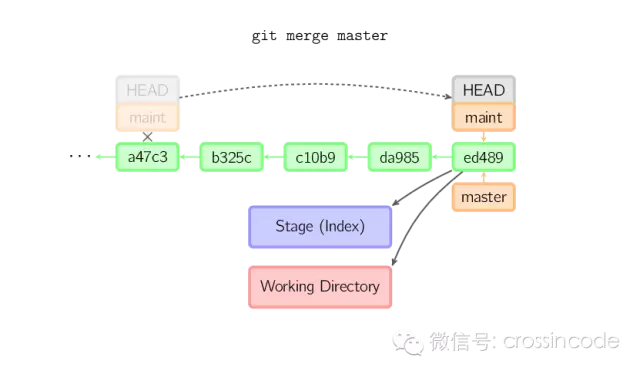 git merge master
HEAD
HEAD
maint
maint
... a47c3 b325c c10b9 da985 ed489
master
Stage (Index)
Working Directory
微信号: crossincode